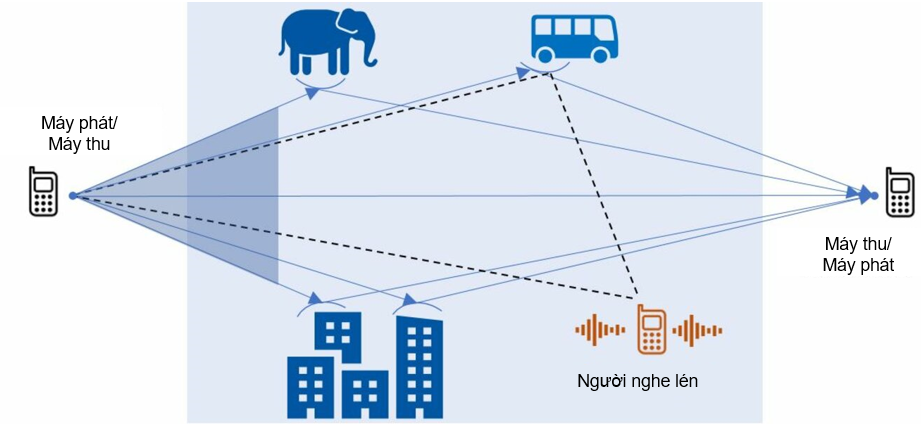 Máy phát/
Máy thu
Máy thu/
Máy phát
Người nghe lén